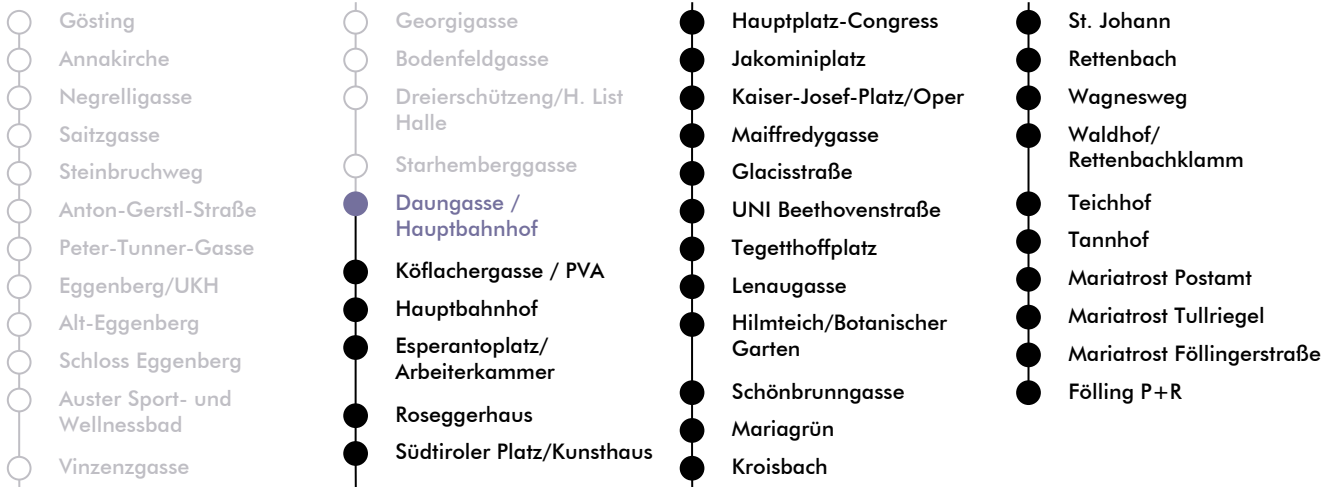 Gösting
Annakirche
Negrelligasse
Saitzgasse
Steinbruchweg
Anton-Gerstl-Straße
Peter-Tunner-Gasse
Eggenberg/UKH
Alt-Eggenberg
Schloss Eggenberg
Auster Sport- und
Wellnessbad
Vinzenzgasse
Georgigasse
Bodenfeldgasse
Dreierschützeng/H. List
Halle
Starhemberggasse
Daungasse /
Hauptbahnhof
Köflachergasse / PVA
Hauptbahnhof
Esperantoplatz/
Arbeiterkammer
Roseggerhaus
Südtiroler Platz/Kunsthaus
Hauptplatz-Congress
Jakominiplatz
Kaiser-Josef-Platz/Oper
Maiffredygasse
Glacisstraße
UNI Beethovenstraße
Tegetthoffplatz
Lenaugasse
Hilmteich/Botanischer
Garten
Schönbrunngasse
Mariagrün
Kroisbach
St. Johann
Rettenbach
Wagnesweg
Waldhof/
Rettenbachklamm
Teichhof
Tannhof
Mariatrost Postamt
Mariatrost Tullriegel
Mariatrost Föllingerstraße
Fölling P+R